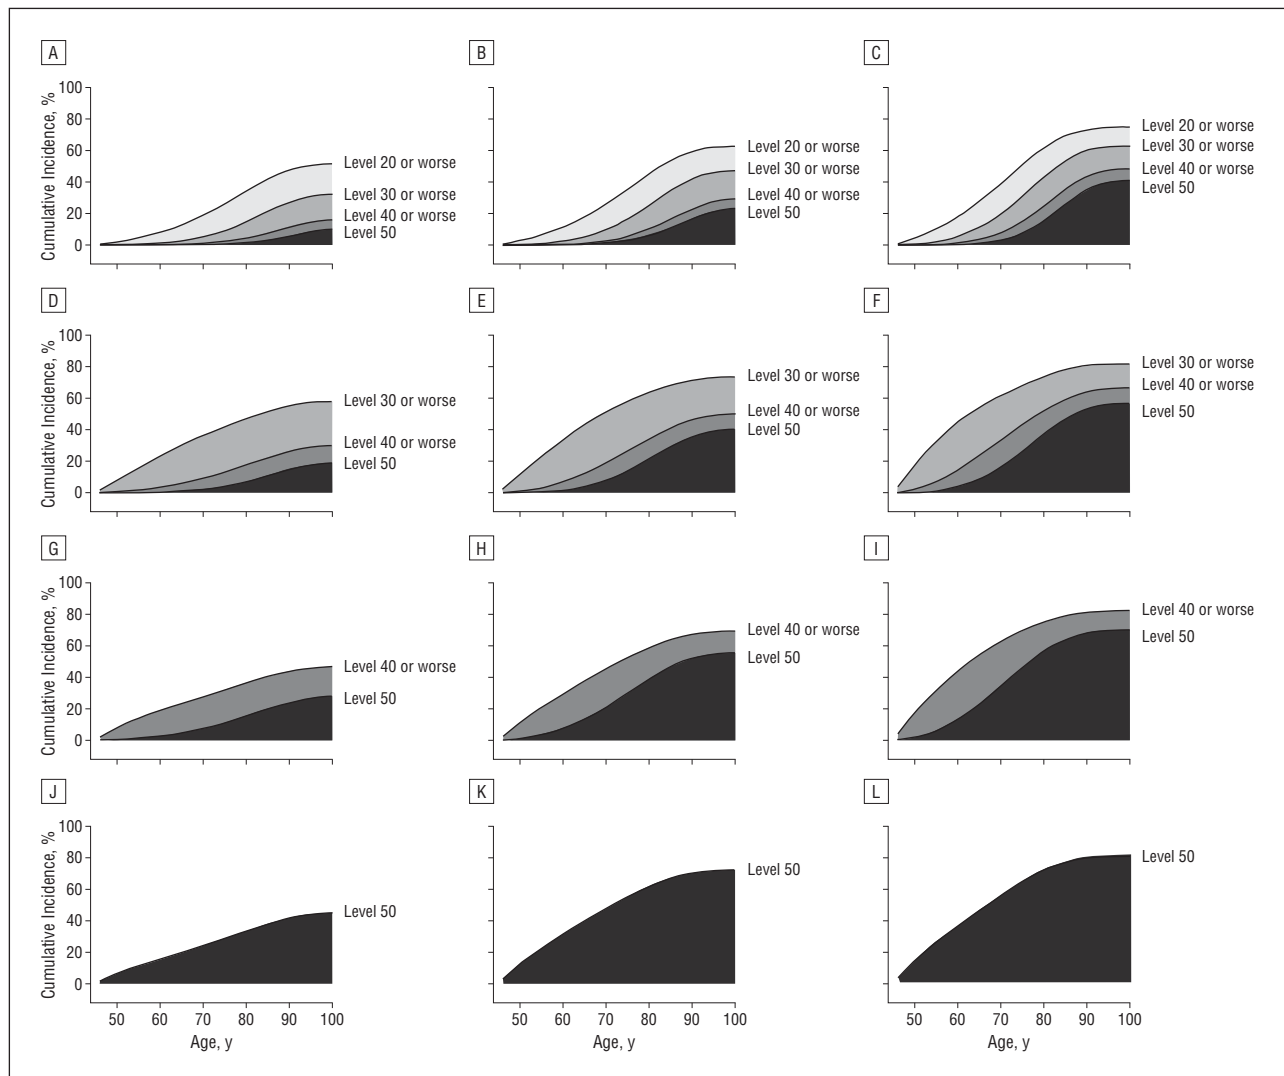 A
B
C
Cumulative Incidence, %
100
80
60
40
20
0
Level 20 or worse
Level 30 or worse
Level 40 or worse
Level 50
Level 20 or worse
Level 30 or worse
Level 40 or worse
Level 50
Level 20 or worse
Level 30 or worse
Level 40 or worse
Level 50
D
E
F
Cumulative Incidence, %
100
80
60
40
20
0
Level 30 or worse
Level 40 or worse
Level 50
Level 30 or worse
Level 40 or worse
Level 50
Level 30 or worse
Level 40 or worse
Level 50
G
H
I
Cumulative Incidence, %
100
80
60
40
20
0
Level 40 or worse
Level 50
Level 40 or worse
Level 50
Level 40 or worse
Level 50
J
K
L
Cumulative Incidence, %
100
80
60
40
20
0
Level 50
Level 50
Level 50
50 60 70 80 90 100
Age, y
50 60 70 80 90 100
Age, y
50 60 70 80 90 100
Age, y